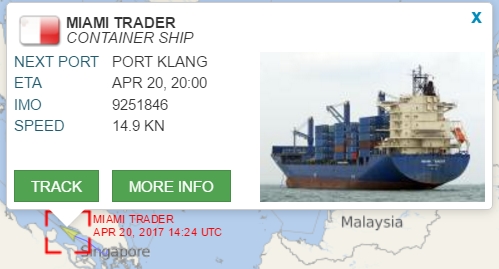 MIAMI TRADER
X
CONTAINER SHIP
NEXT PORT PORT KLANG
ETA APR 20, 20:00
IMO 9251846
SPEED 14.9 KN
TRACK
MORE INFO
MIAMI TRADER
APR 20, 2017 14:24 UTC
Singapore
Malaysia